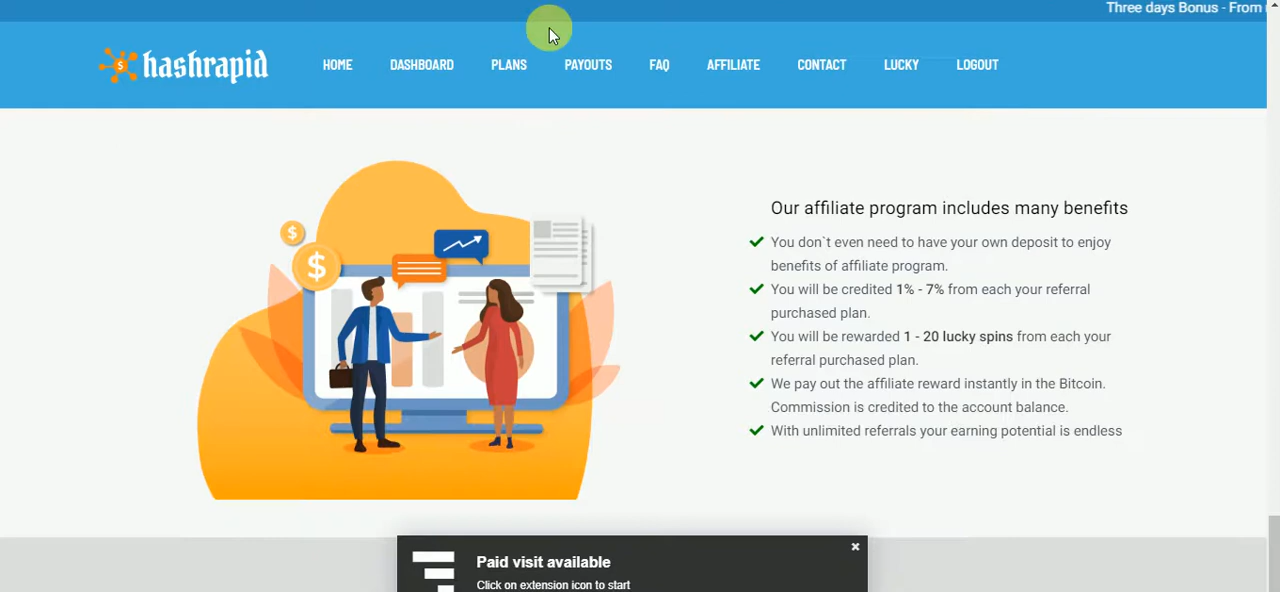 Three days Bonus - From
hashrapid
HOME DASHBOARD PLANS PAYOUTS FAQ AFFILIATE CONTACT LUCKY LOGOUT
Our affiliate program includes many benefits
You don`t even need to have your own deposit to enjoy
benefits of affiliate program.
You will be credited 1% - 7% from each your referral
purchased plan.
You will be rewarded 1 - 20 lucky spins from each your
referral purchased plan.
We pay out the affiliate reward instantly in the Bitcoin.
Commission is credited to the account balance.
With unlimited referrals your earning potential is endless
$
$
$
Paid visit available
Click on extension icon to start